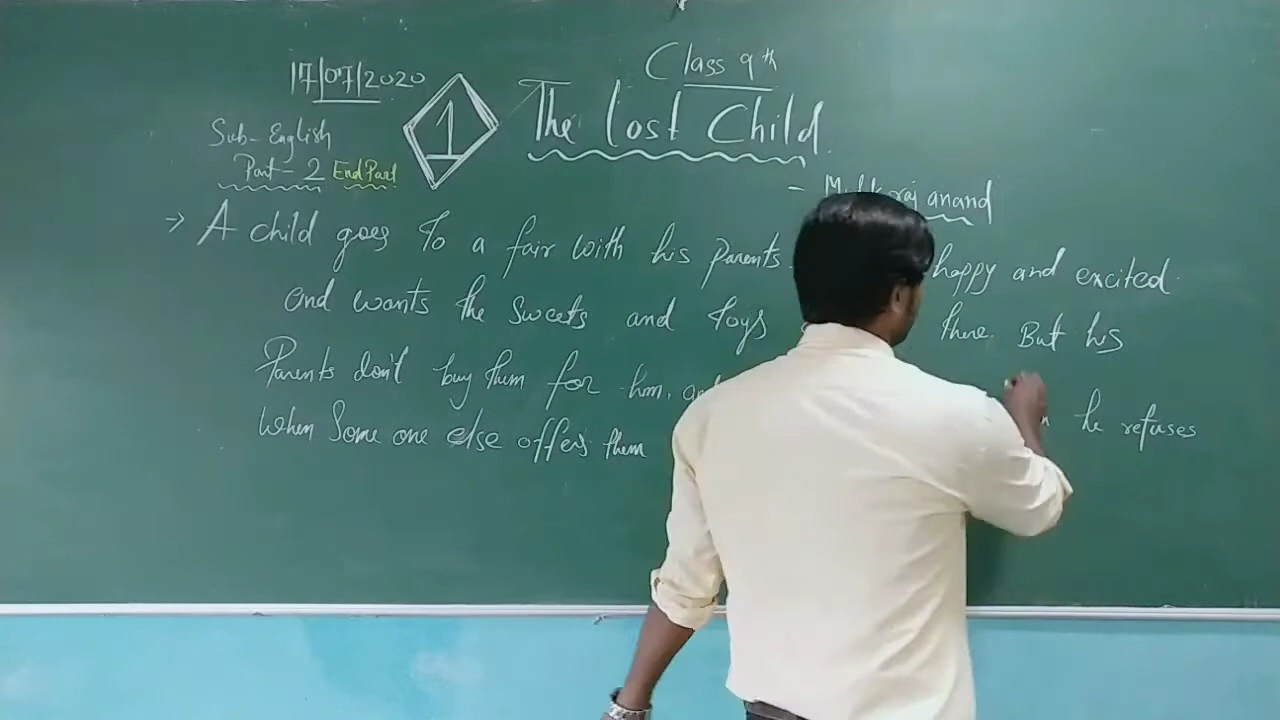 Class 9th
17/07/2020
1
The Lost Child.
Sub- English
Part - 2 End Part
- raj anand
→ A child goes to a fair with his parents. happy and excited.
and wants the sweets and toys there. But his
Parents don't buy them for him. and
When Some one else offers them he refuses